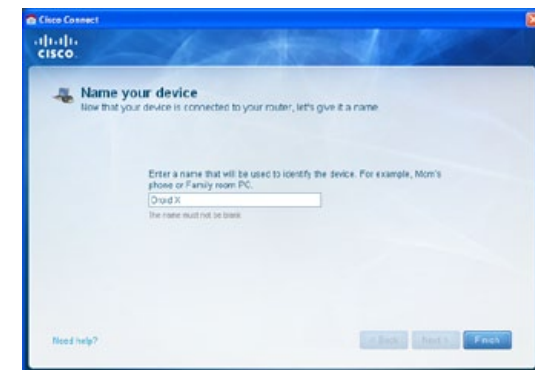 Cisco Connect
CISCO
Name your device
Now that your device is connected to your router, let's give it a name
Enter a name that will be used to identify the device. For example, Mom's
phone or Family room PC.
Droid X
The name must not be blank
Need help?
< Back Next > Finish